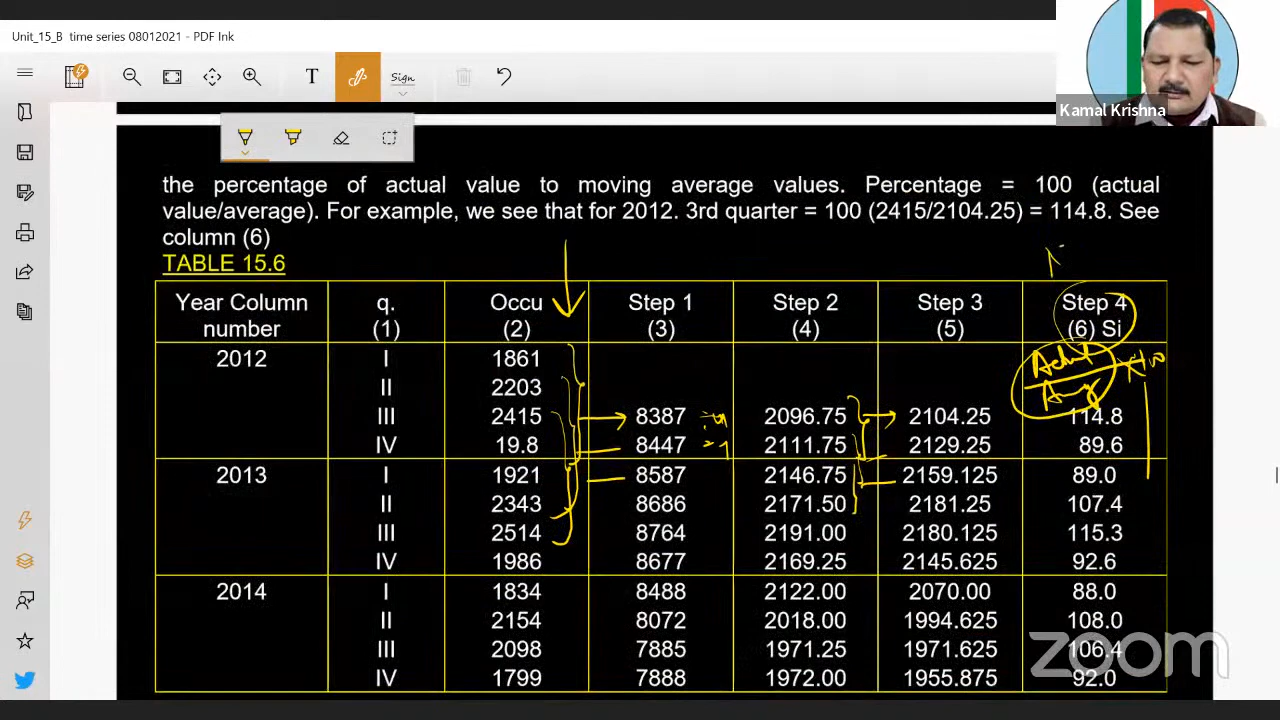 Unit_15_B time series 08012021 - PDF Ink
T
Sign
Kamal Krishna
the percentage of actual value to moving average values. Percentage = 100 (actual
value/average). For example, we see that for 2012. 3rd quarter = 100 (2415/2104.25) = 114.8. See
column (6)
TABLE 15.6
Year Column number q. (1) Occu (2) Step 1 (3) Step 2 (4) Step 3 (5) Step 4 (6) Si
2012 I 1861
II 2203
III 2415 8387 2096.75 2104.25 114.8
IV 19.8 8447 2111.75 2129.25 89.6
2013 I 1921 8587 2146.75 2159.125 89.0
II 2343 8686 2171.50 2181.25 107.4
III 2514 8764 2191.00 2180.125 115.3
IV 1986 8677 2169.25 2145.625 92.6
2014 I 1834 8488 2122.00 2070.00 88.0
II 2154 8072 2018.00 1994.625 108.0
III 2098 7885 1971.25 1971.625 106.4
IV 1799 7888 1972.00 1955.875 92.0
zoom